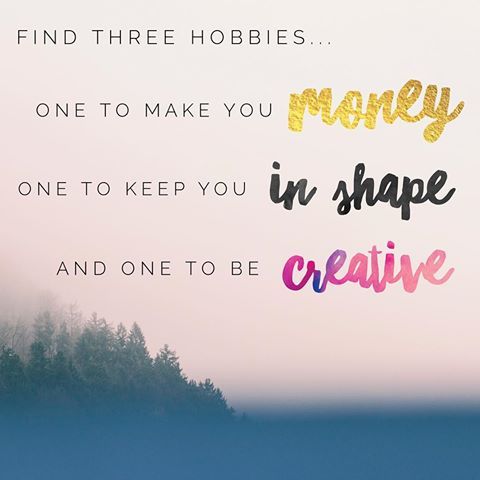 FIND THREE HOBBIES...
ONE TO MAKE YOU money
ONE TO KEEP YOU in shape
AND ONE TO BE creative